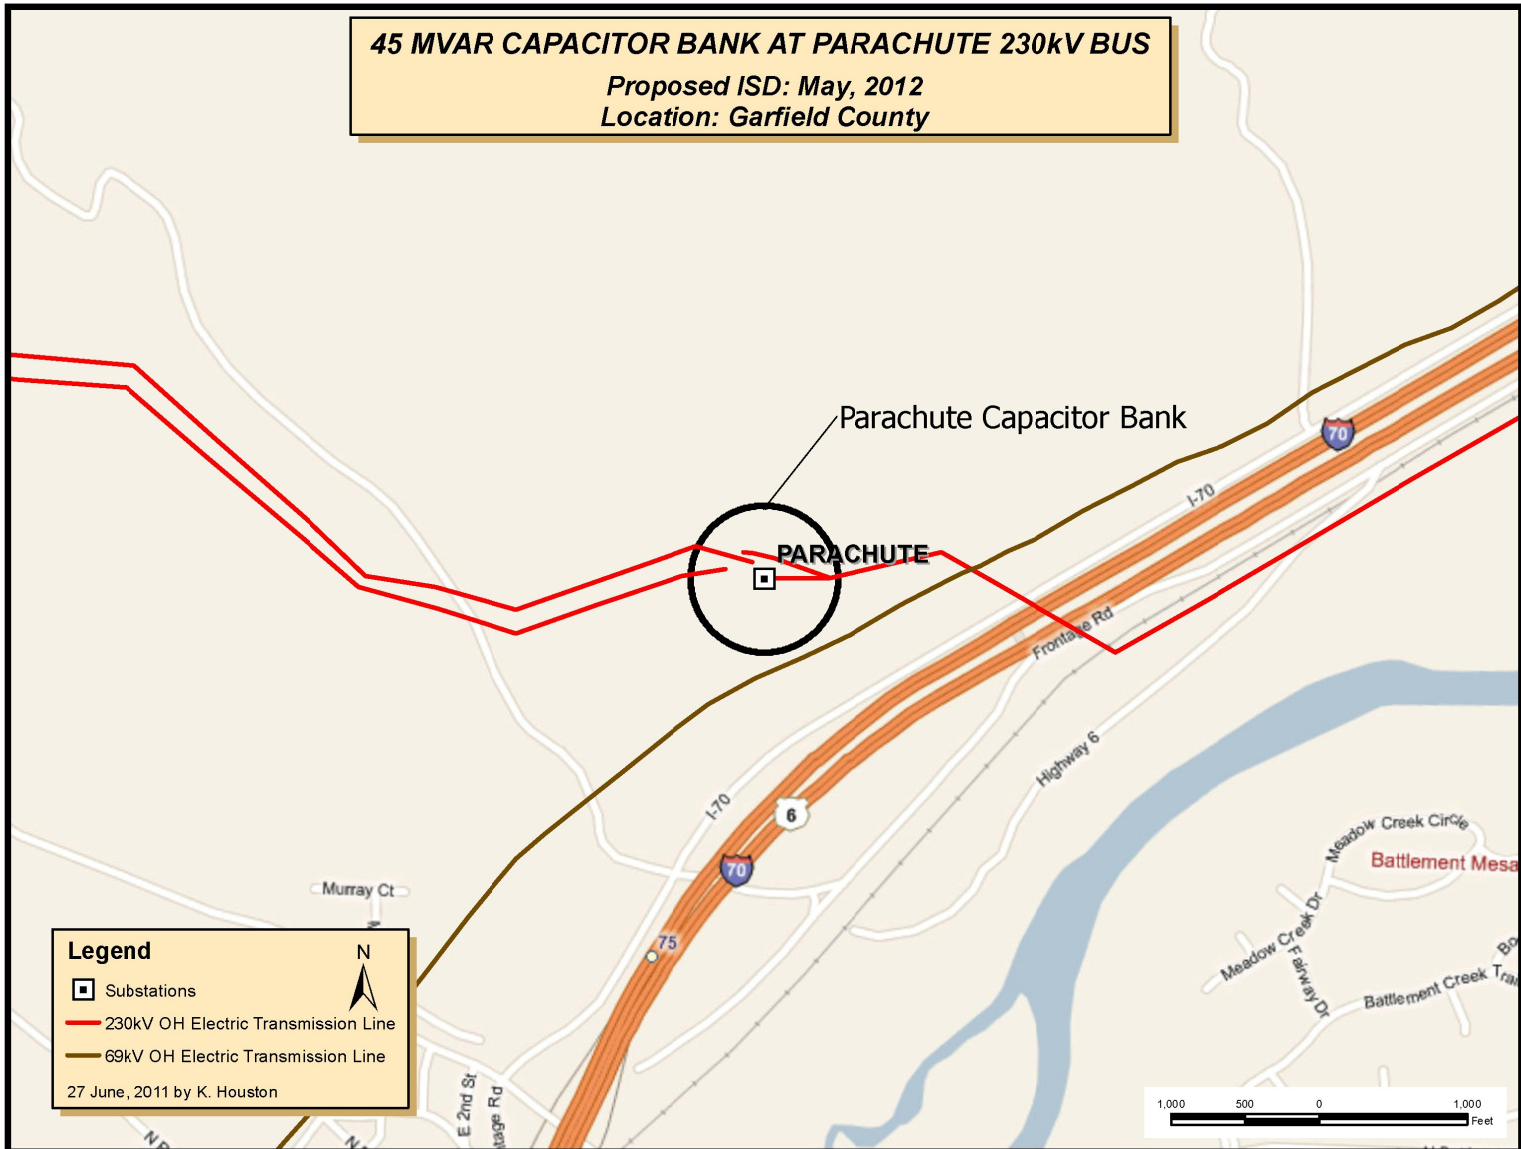 45 MVAR CAPACITOR BANK AT PARACHUTE 230kV BUS
Proposed ISD: May, 2012
Location: Garfield County
Parachute Capacitor Bank
70
I-70
PARACHUTE
Frontage Rd
Highway 6
I-70
6
70
Meadow Creek Circle
Battlement Mesa
Murray Ct
75
Meadow Creek Dr
Fairway Dr
Battlement Creek
Legend
N
Substations
230kV OH Electric Transmission Line
69kV OH Electric Transmission Line
27 June, 2011 by K. Houston
E 2nd St
1,000 500 0 1,000
Feet